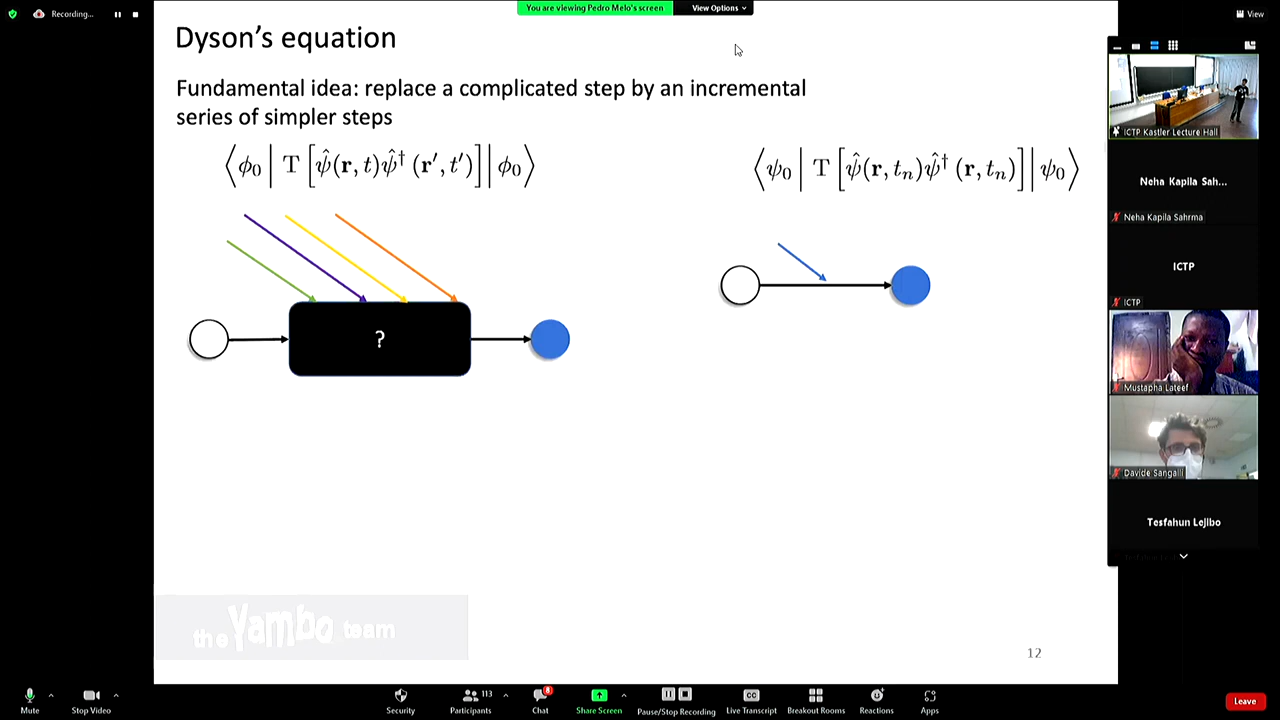 Recording...
You are viewing Pedro Melo's screen
View Options
View
Dyson's equation
Fundamental idea: replace a complicated step by an incremental
series of simpler steps
⟨ϕ₀ | T [ψ̂(r, t)ψ̂† (r′, t′)] | ϕ₀⟩
⟨ψ₀ | T [ψ̂(r, tₙ)ψ̂† (r, tₙ)] | ψ₀⟩
?
the Yambo team
12
ICTP Kastler Lecture Hall
Neha Kapila Sah...
Neha Kapila Sahrma
ICTP
ICTP
Mustapha Lateef
Davide Sangalli
Tesfahun Lejibo
Mute
Stop Video
Security
113
Participants
8
Chat
Share Screen
Pause/Stop Recording
CC
Live Transcript
Breakout Rooms
Reactions
Apps
Leave